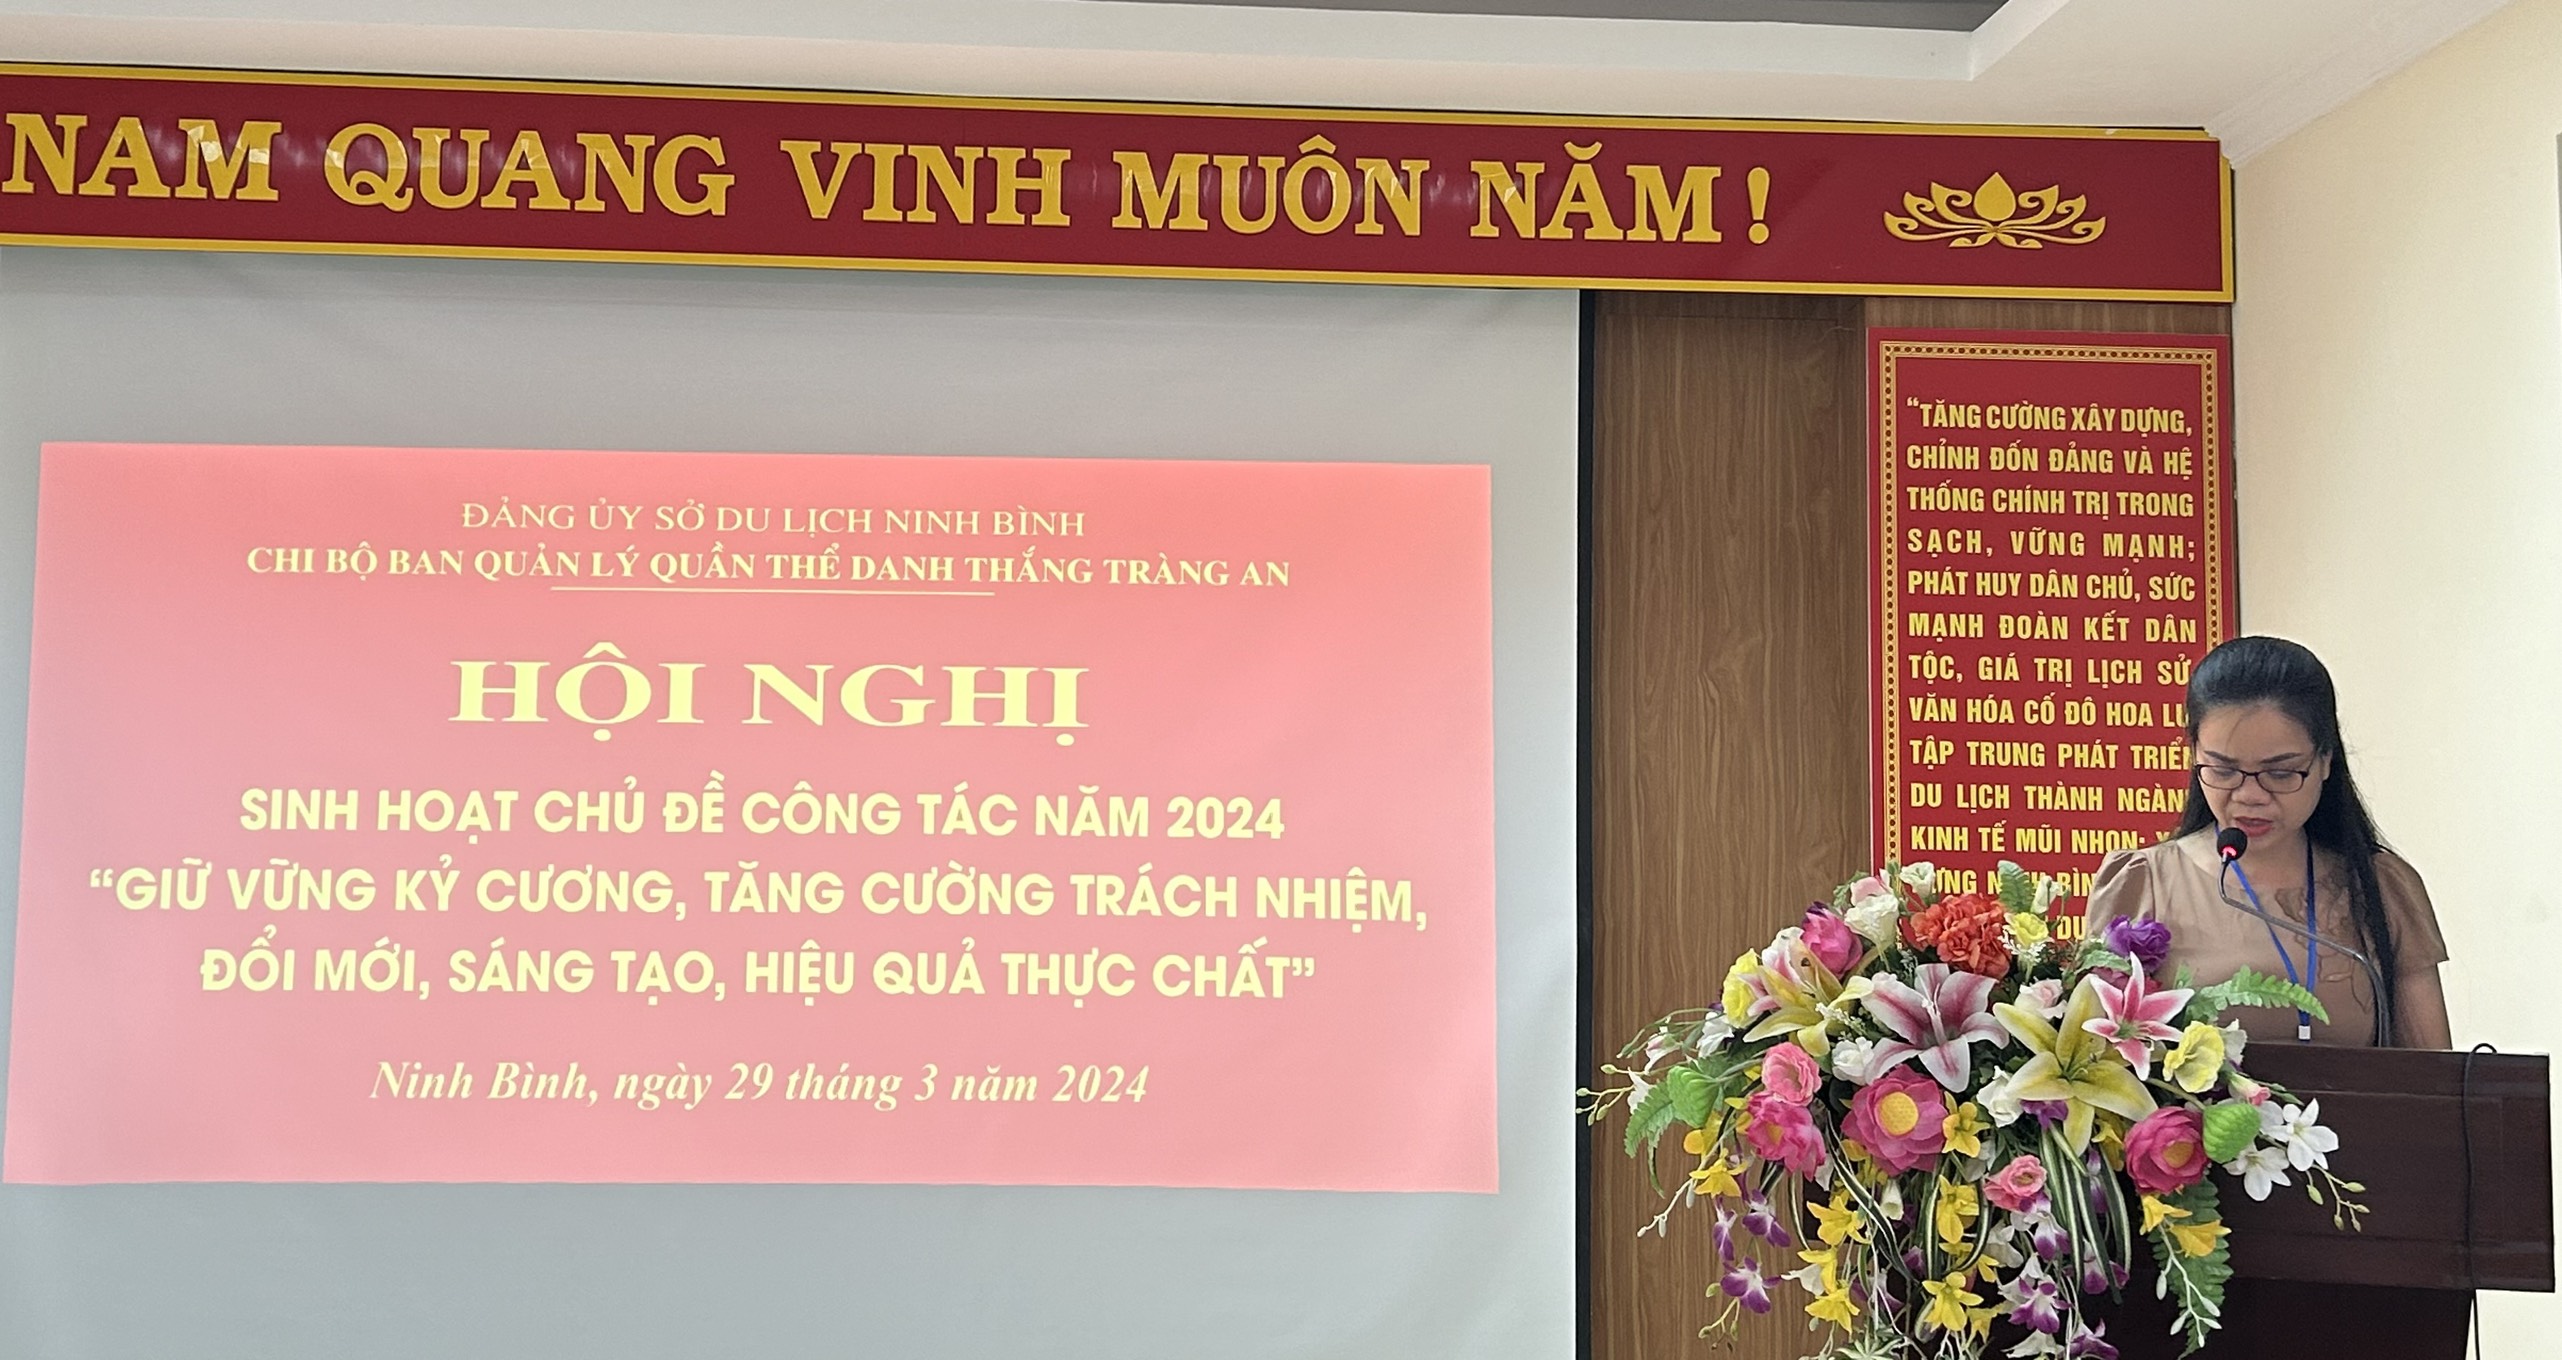 NAM QUANG VINH MUÔN NĂM!
ĐẢNG ỦY SỞ DU LỊCH NINH BÌNH
CHI BỘ BAN QUẢN LÝ QUẦN THỂ DANH THẮNG TRÀNG AN
HỘI NGHỊ
SINH HOẠT CHỦ ĐỀ CÔNG TÁC NĂM 2024
“GIỮ VỮNG KỶ CƯƠNG, TĂNG CƯỜNG TRÁCH NHIỆM,
ĐỔI MỚI, SÁNG TẠO, HIỆU QUẢ THỰC CHẤT”
Ninh Bình, ngày 29 tháng 3 năm 2024
“TĂNG CƯỜNG XÂY DỰNG,
CHỈNH ĐỐN ĐẢNG VÀ HỆ
THỐNG CHÍNH TRỊ TRONG
SẠCH, VỮNG MẠNH;
PHÁT HUY DÂN CHỦ, SỨC
MẠNH ĐOÀN KẾT DÂN
TỘC, GIÁ TRỊ LỊCH SỬ
VĂN HÓA CỐ ĐÔ HOA
TẬP TRUNG PHÁT TRIỂN
DU LỊCH THÀNH NGÀNH
KINH TẾ MŨI NHỌN;
DU